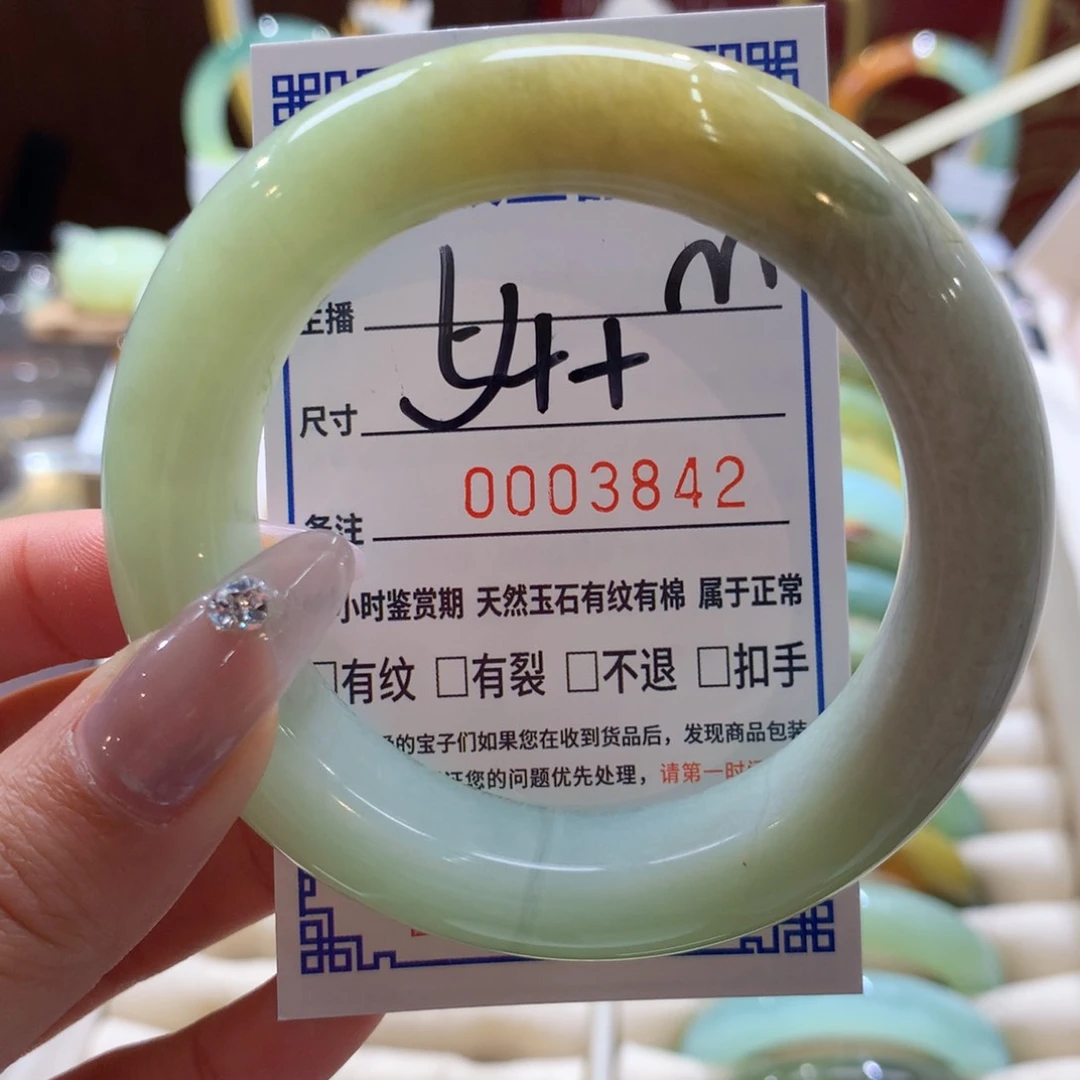 主播
尺寸
0003842
备注
小时鉴赏期 天然玉石有纹有棉 属于正常
□有纹 □有裂 □不退 □扣手
的宝子们如果您在收到货品后，发现商品包装
您的问题优先处理，请第一时